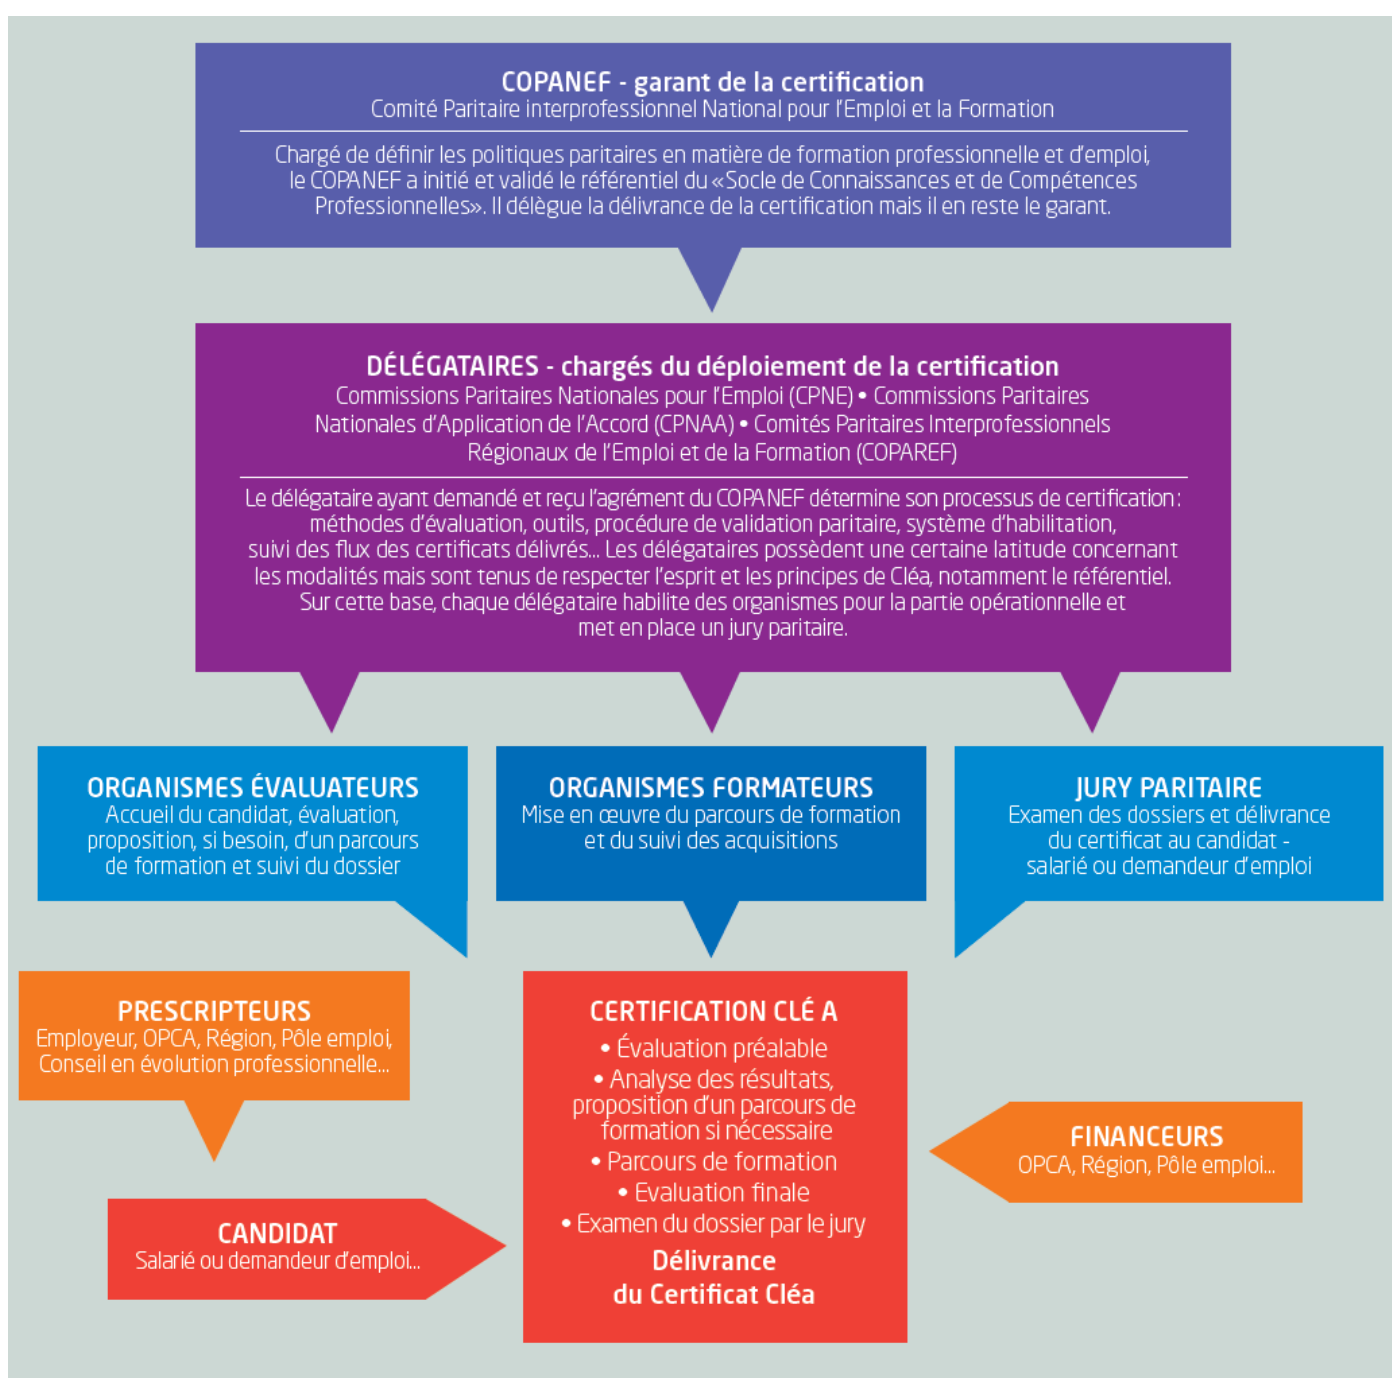 COPANEF - garant de la certification
Comité Paritaire interprofessionnel National pour l'Emploi et la Formation
Chargé de définir les politiques paritaires en matière de formation professionnelle et d'emploi,
le COPANEF a initié et validé le référentiel du «Socle de Connaissances et de Compétences
Professionnelles». Il délègue la délivrance de la certification mais il en reste le garant.
DÉLÉGATAIRES - chargés du déploiement de la certification
Commissions Paritaires Nationales pour l'Emploi (CPNE) • Commissions Paritaires
Nationales d'Application de l'Accord (CPNAA) • Comités Paritaires Interprofessionnels
Régionaux de l'Emploi et de la Formation (COPAREF)
Le délégataire ayant demandé et reçu l'agrément du COPANEF détermine son processus de certification :
méthodes d'évaluation, outils, procédure de validation paritaire, système d'habilitation,
suivi des flux des certificats délivrés... Les délégataires possèdent une certaine latitude concernant
les modalités mais sont tenus de respecter l'esprit et les principes de Cléa, notamment le référentiel.
Sur cette base, chaque délégataire habilite des organismes pour la partie opérationnelle et
met en place un jury paritaire.
ORGANISMES ÉVALUATEURS
Accueil du candidat, évaluation,
proposition, si besoin, d'un parcours
de formation et suivi du dossier
ORGANISMES FORMATEURS
Mise en œuvre du parcours de formation
et du suivi des acquisitions
JURY PARITAIRE
Examen des dossiers et délivrance
du certificat au candidat -
salarié ou demandeur d'emploi
PRESCRIPTEURS
Employeur, OPCA, Région, Pôle emploi,
Conseil en évolution professionnelle...
CANDIDAT
Salarié ou demandeur d'emploi...
CERTIFICATION CLÉ A
• Évaluation préalable
• Analyse des résultats,
proposition d'un parcours de
formation si nécessaire
• Parcours de formation
• Evaluation finale
• Examen du dossier par le jury
Délivrance
du Certificat Cléa
FINANCEURS
OPCA, Région, Pôle emploi...